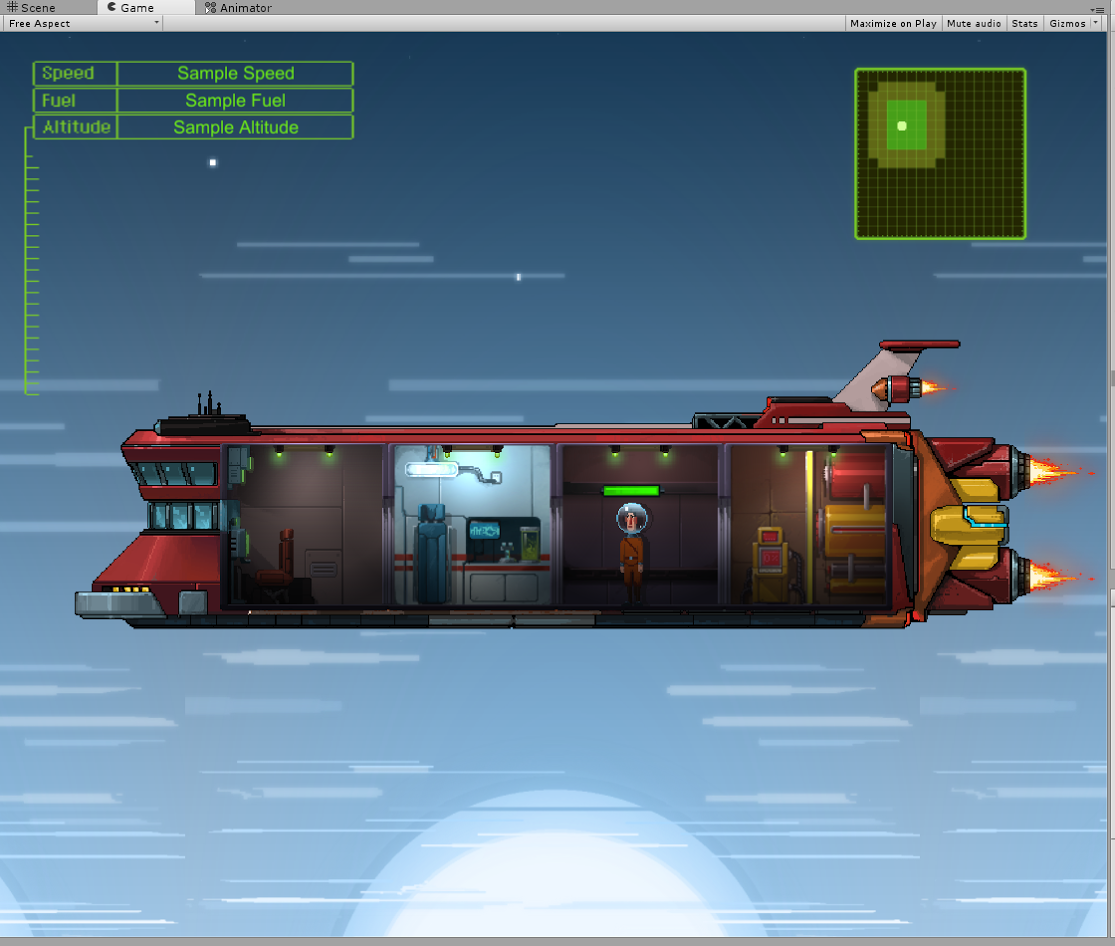 Scene Game Animator
Free Aspect Maximize on Play Mute audio Stats Gizmos
Speed Sample Speed
Fuel Sample Fuel
Altitude Sample Altitude